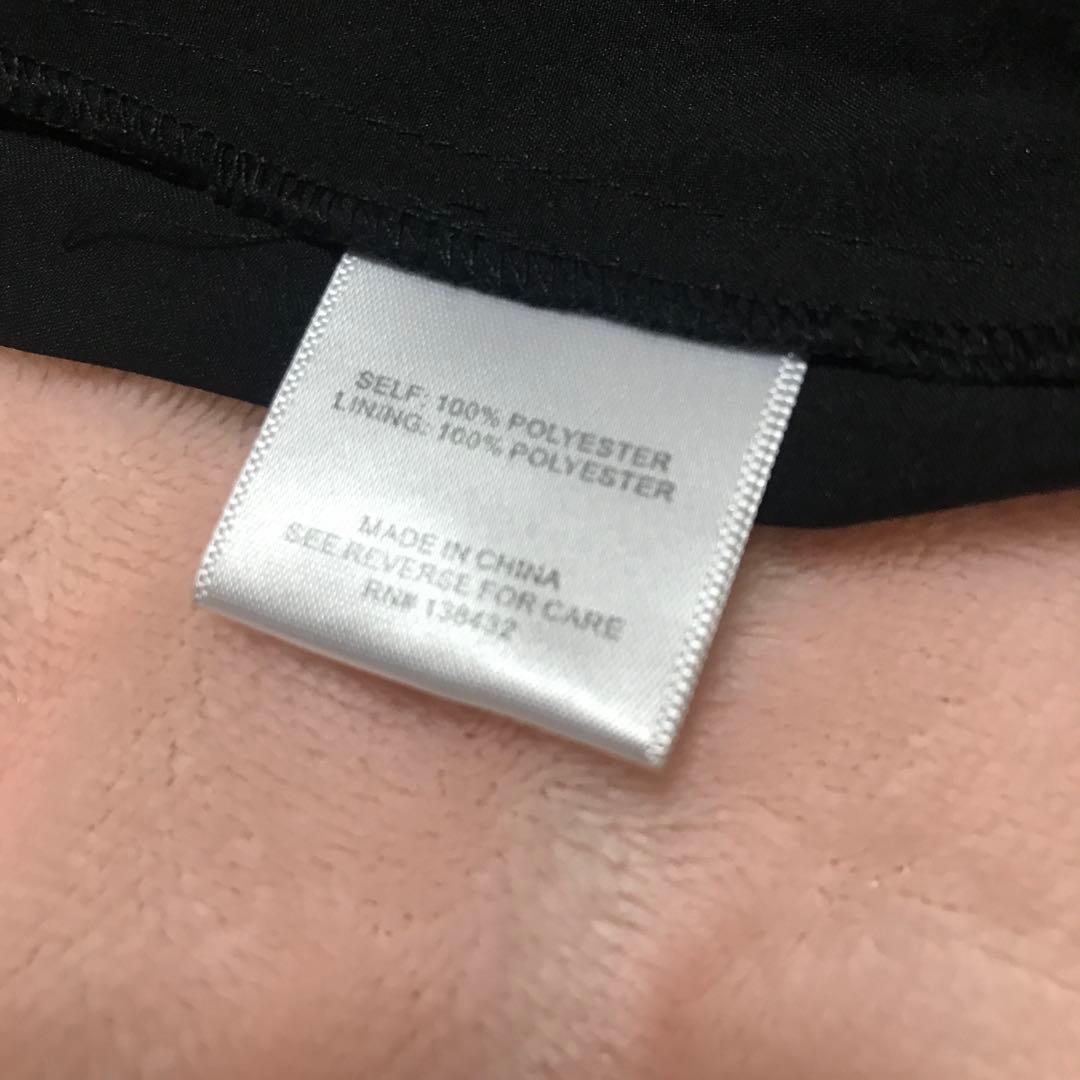 SELF: 100% POLYESTER
LINING: 100% POLYESTER
MADE IN CHINA
SEE REVERSE FOR CARE
RN# 138432